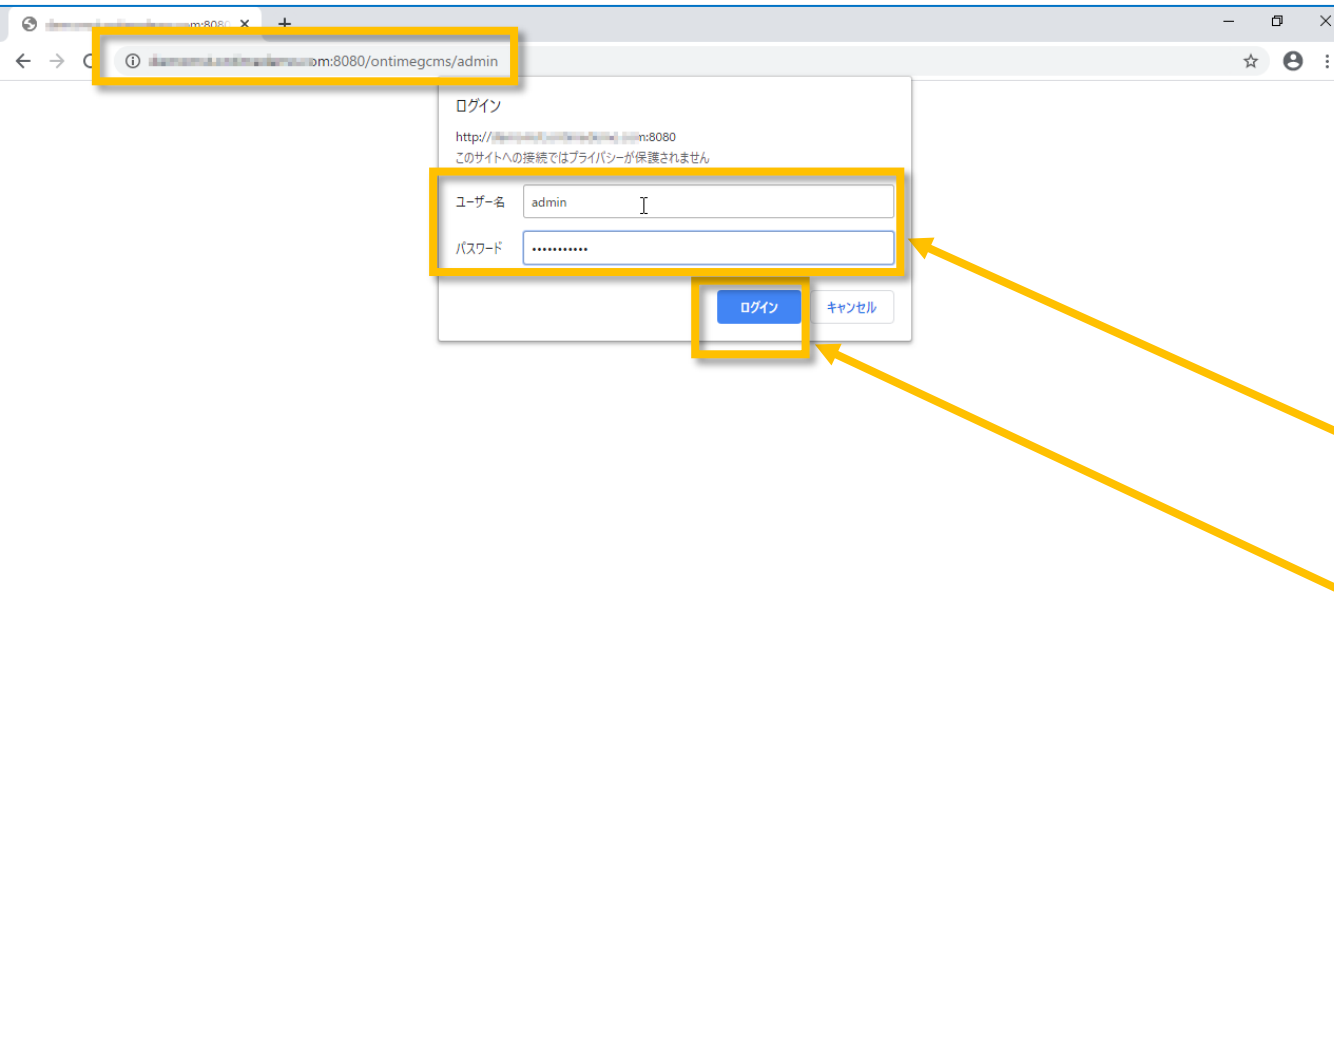 m:8080
om:8080/ontimegcms/admin
ログイン
http:// m:8080
このサイトへの接続ではプライバシーが保護されません
ユーザー名 admin
パスワード •••••••••••
ログイン キャンセル